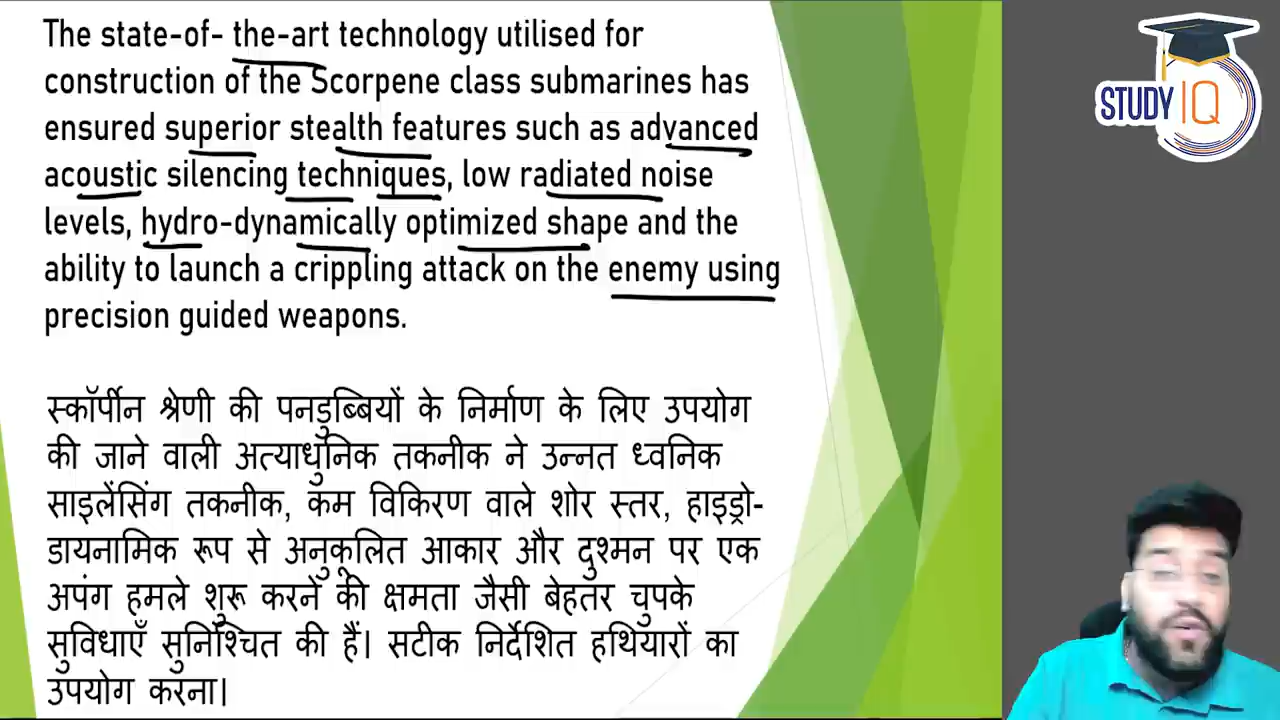 The state-of- the-art technology utilised for
construction of the Scorpene class submarines has
ensured superior stealth features such as advanced
acoustic silencing techniques, low radiated noise
levels, hydro-dynamically optimized shape and the
ability to launch a crippling attack on the enemy using
precision guided weapons.
स्कॉर्पीन श्रेणी की पनडुब्बियों के निर्माण के लिए उपयोग
की जाने वाली अत्याधुनिक तकनीक ने उन्नत ध्वनिक
साइलेंसिंग तकनीक, कम विकिरण वाले शोर स्तर, हाइड्रो-
डायनामिक रूप से अनुकूलित आकार और दुश्मन पर एक
अपंग हमले शुरू करने की क्षमता जैसी बेहतर चुपके
सुविधाएँ सुनिश्चित की हैं। सटीक निर्देशित हथियारों का
उपयोग करना।
STUDY IQ